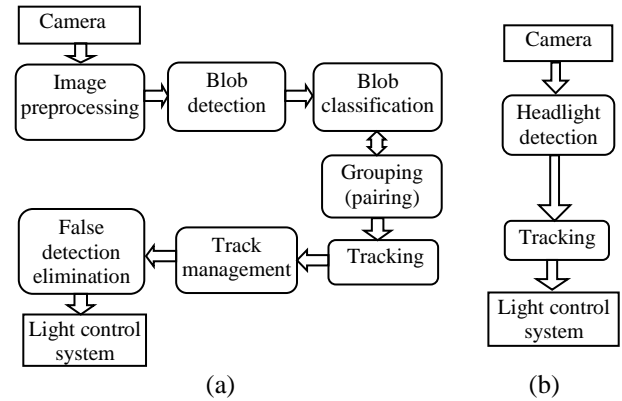 Camera
Image
preprocessing
Blob
detection
Blob
classification
Grouping
(pairing)
Tracking
Track
management
False
detection
elimination
Light control
system
(a)
Camera
Headlight
detection
Tracking
Light control
system
(b)